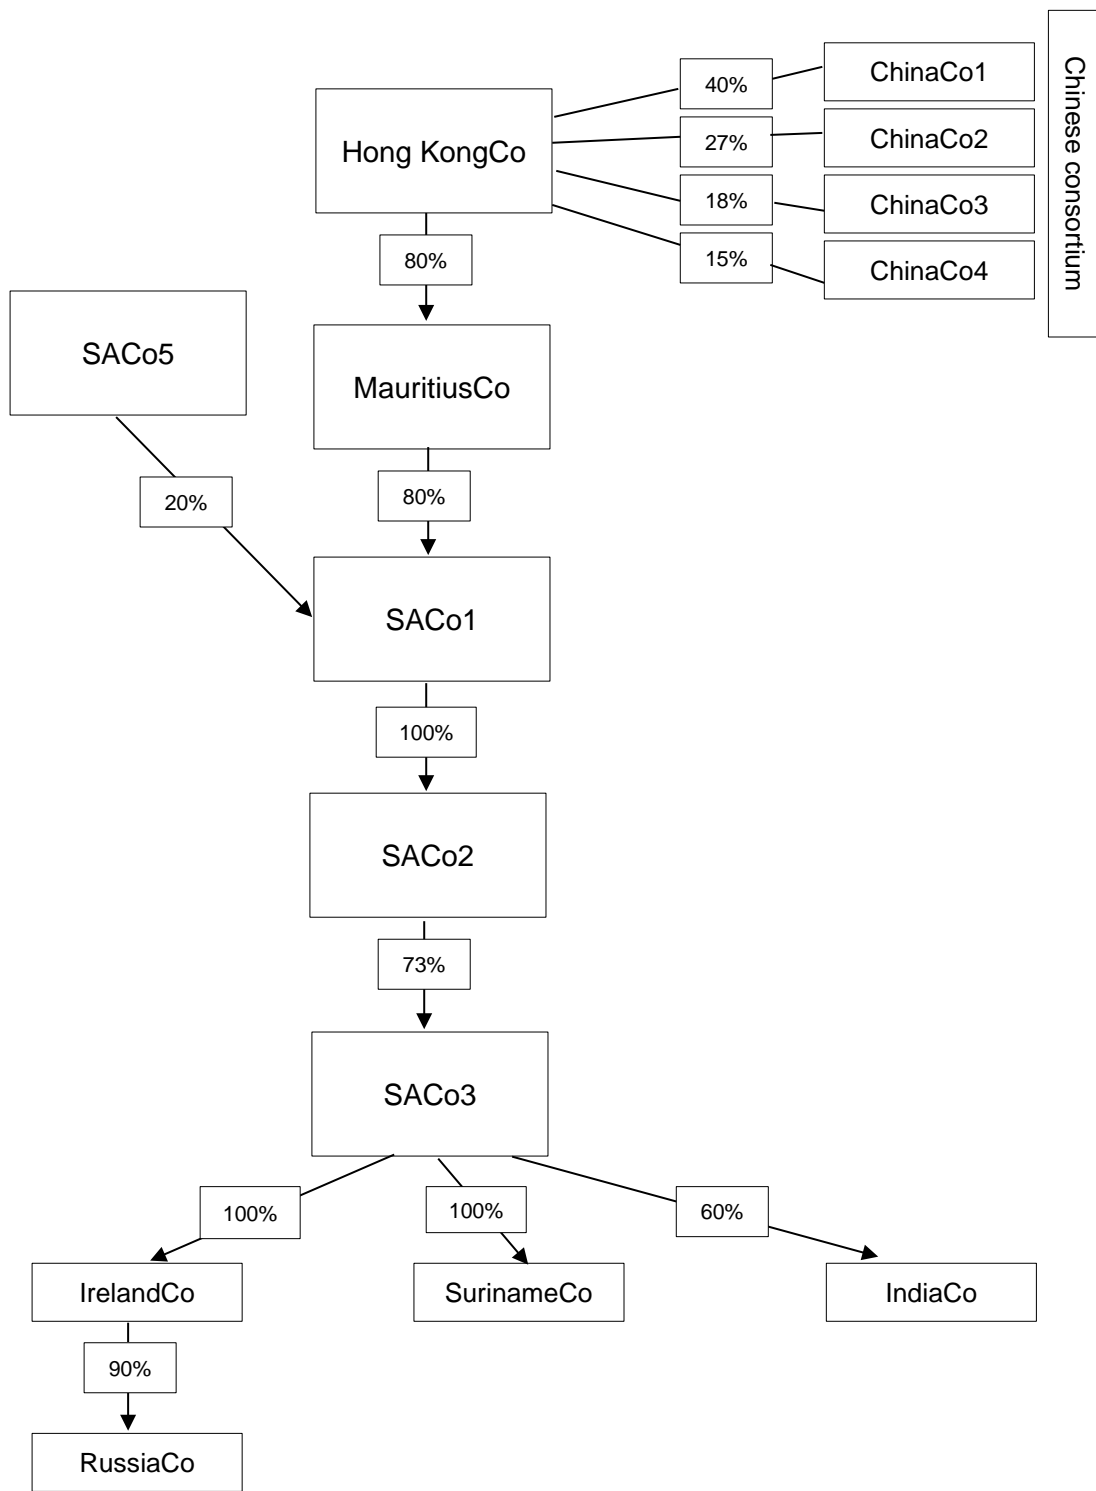 ChinaCo1
40%
Hong KongCo
ChinaCo2
27%
ChinaCo3
18%
ChinaCo4
15%
Chinese consortium
80%
SACo5
MauritiusCo
20%
80%
SACo1
100%
SACo2
73%
SACo3
100%
100%
60%
IrelandCo
SurinameCo
IndiaCo
90%
RussiaCo